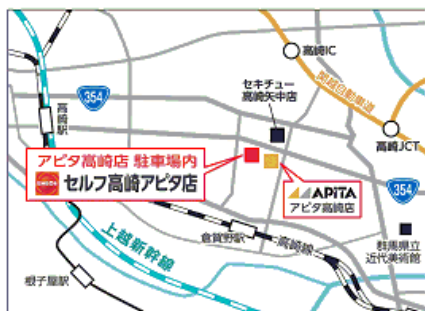 高崎IC
関越自動車道
セキチュー
高崎矢中店
354
高崎駅
高崎JCT
アピタ高崎店 駐車場内
セルフ高崎アピタ店
APiTA
アピタ高崎店
354
倉賀野駅
高崎線
上越新幹線
群馬県立
近代美術館
根子屋駅